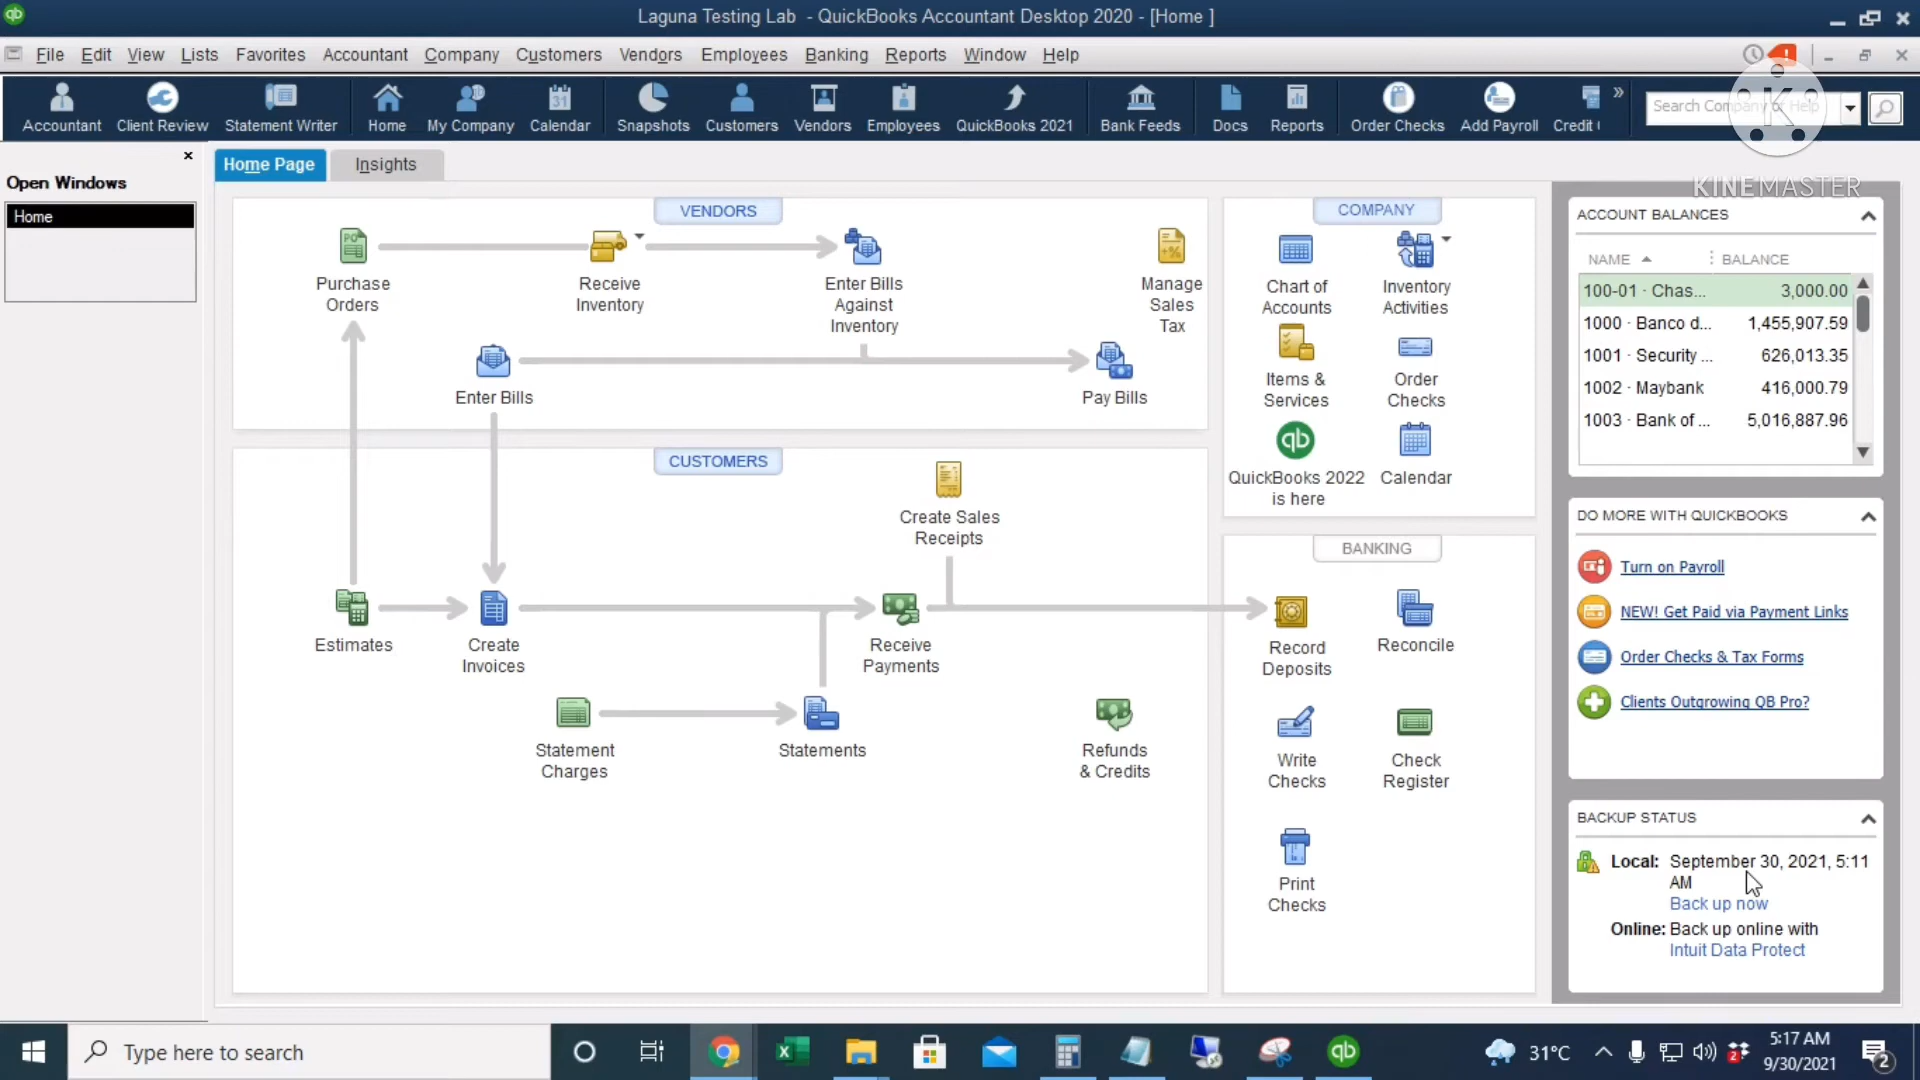 Laguna Testing Lab - QuickBooks Accountant Desktop 2020 - [Home ]
File Edit View Lists Favorites Accountant Company Customers Vendors Employees Banking Reports Window Help
Accountant Client Review Statement Writer Home My Company Calendar Snapshots Customers Vendors Employees QuickBooks 2021 Bank Feeds Docs Reports Order Checks Add Payroll Credit
Search Company or Help
KINEMASTER
Open Windows
Home
Home Page Insights
VENDORS
Purchase
Orders
Receive
Inventory
Enter Bills
Against
Inventory
Manage
Sales
Tax
Enter Bills
Pay Bills
CUSTOMERS
Create Sales
Receipts
Estimates
Create
Invoices
Receive
Payments
Statement
Charges
Statements
Refunds
& Credits
COMPANY
Chart of
Accounts
Inventory
Activities
Items &
Services
Order
Checks
QuickBooks 2022
is here
Calendar
BANKING
Record
Deposits
Reconcile
Write
Checks
Check
Register
Print
Checks
ACCOUNT BALANCES
NAME BALANCE
100-01 · Chas... 3,000.00
1000 · Banco d... 1,455,907.59
1001 · Security ... 626,013.35
1002 · Maybank 416,000.79
1003 · Bank of ... 5,016,887.96
DO MORE WITH QUICKBOOKS
Turn on Payroll
NEW! Get Paid via Payment Links
Order Checks & Tax Forms
Clients Outgrowing QB Pro?
BACKUP STATUS
Local: September 30, 2021, 5:11
AM
Back up now
Online: Back up online with
Intuit Data Protect
Type here to search
31°C
5:17 AM
9/30/2021
2